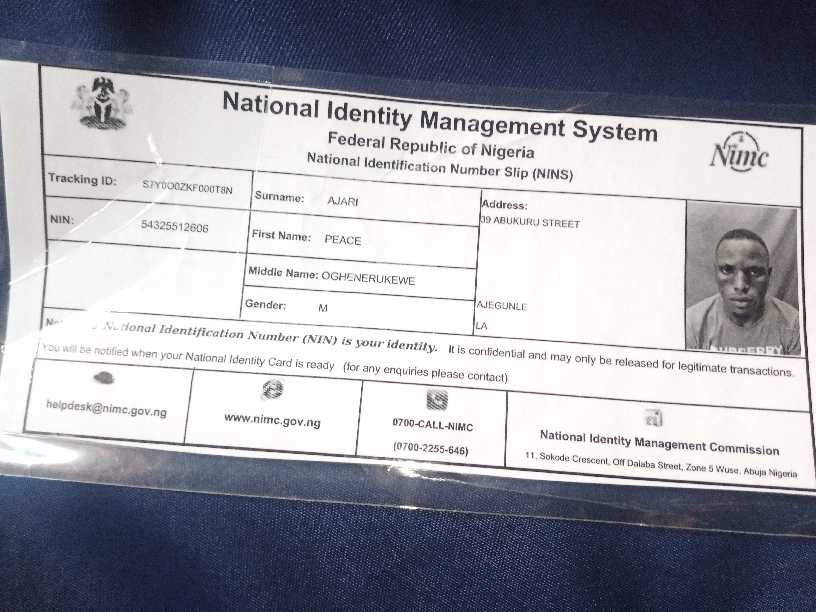 National Identity Management System
Federal Republic of Nigeria
National Identification Number Slip (NINS)
Nimc
Tracking ID: S7Y0O0ZKF000T8N
Surname: AJARI
Address:
39 ABUKURU STREET
NIN: 54325512606
First Name: PEACE
Middle Name: OGHENERUKEWE
Gender: M
AJEGUNLE
LA
National Identification Number (NIN) is your identity. It is confidential and may only be released for legitimate transactions.
You will be notified when your National Identity Card is ready (for any enquiries please contact)
helpdesk@nimc.gov.ng
www.nimc.gov.ng
0700-CALL-NIMC
(0700-2255-646)
National Identity Management Commission
11, Sokode Crescent, Off Dalaba Street, Zone 5 Wuse, Abuja Nigeria